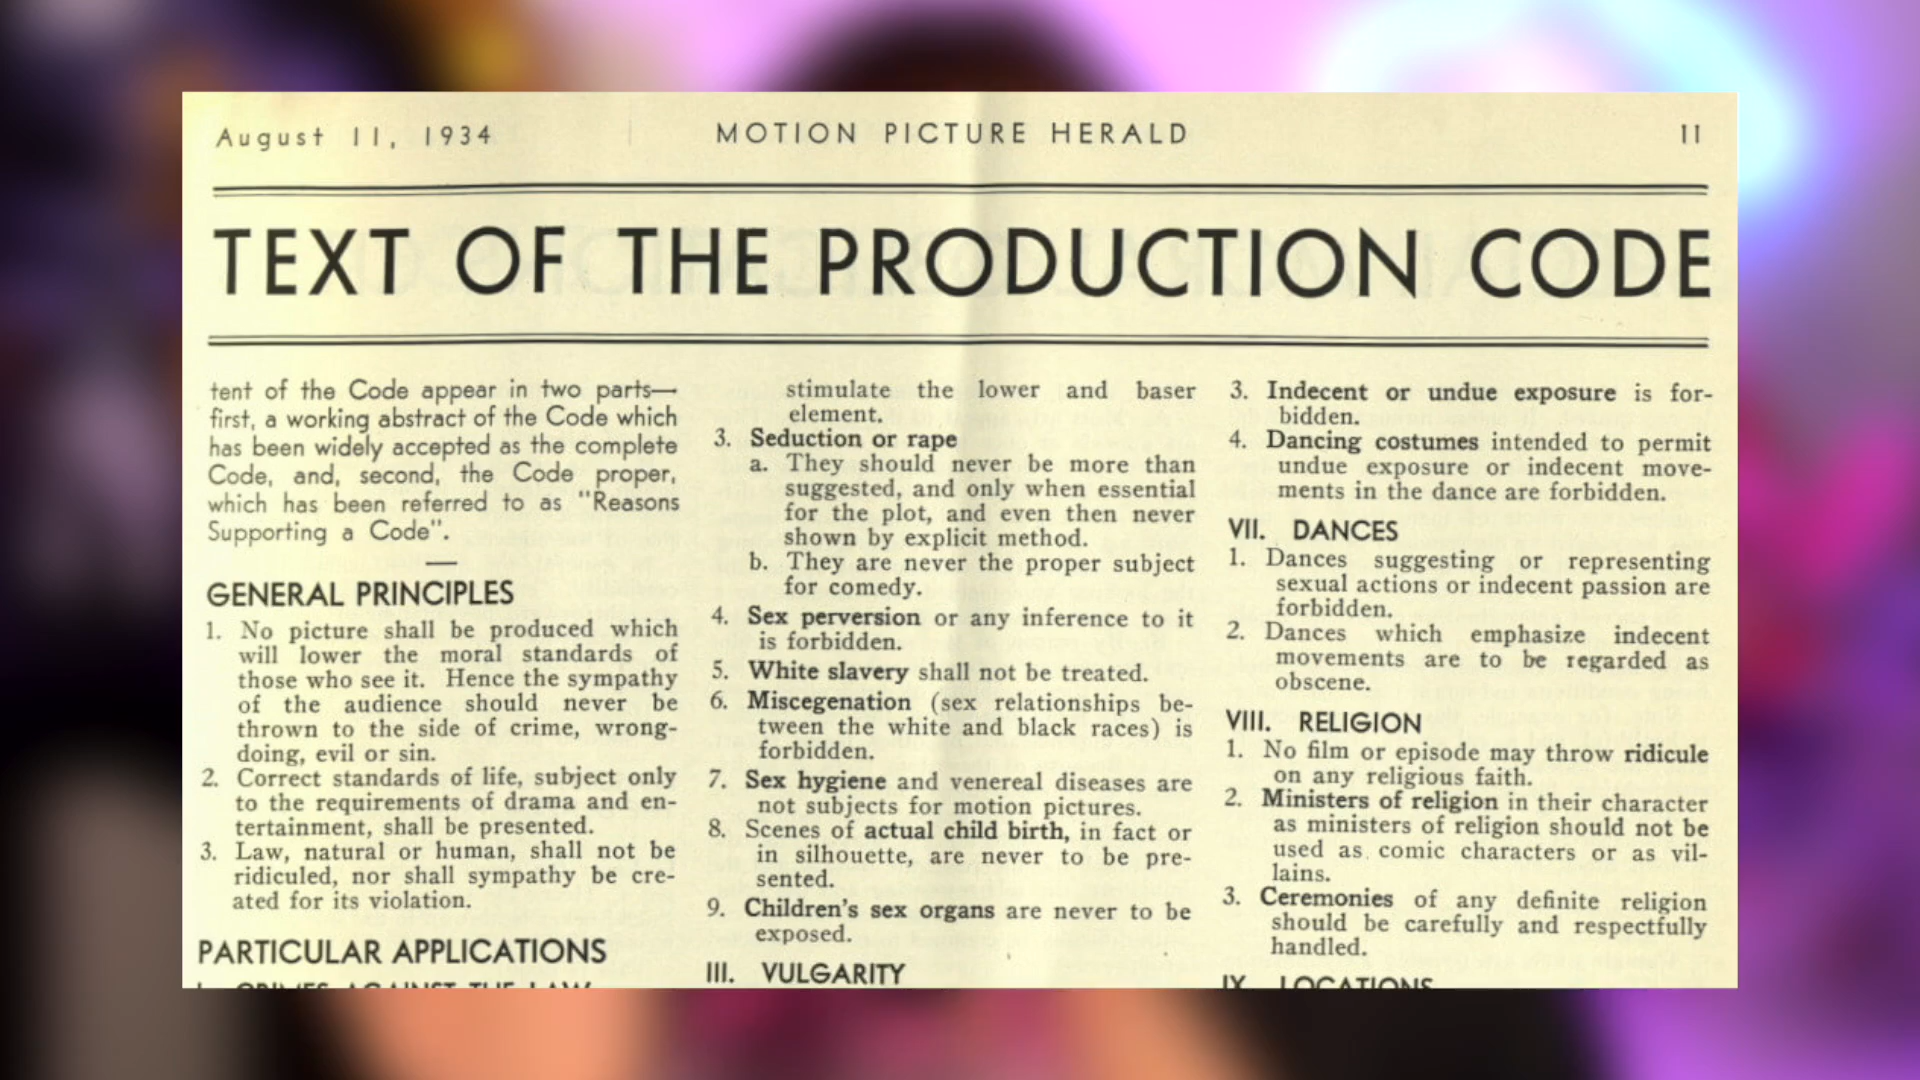 August 11, 1934
MOTION PICTURE HERALD
11
TEXT OF THE PRODUCTION CODE
tent of the Code appear in two parts—
first, a working abstract of the Code which
has been widely accepted as the complete
Code, and, second, the Code proper,
which has been referred to as "Reasons
Supporting a Code".
GENERAL PRINCIPLES
1. No picture shall be produced which
will lower the moral standards of
those who see it. Hence the sympathy
of the audience should never be
thrown to the side of crime, wrong-
doing, evil or sin.
2. Correct standards of life, subject only
to the requirements of drama and en-
tertainment, shall be presented.
3. Law, natural or human, shall not be
ridiculed, nor shall sympathy be cre-
ated for its violation.
PARTICULAR APPLICATIONS
I. CRIMES AGAINST THE LAW
stimulate the lower and baser
element.
3. Seduction or rape
a. They should never be more than
suggested, and only when essential
for the plot, and even then never
shown by explicit method.
b. They are never the proper subject
for comedy.
4. Sex perversion or any inference to it
is forbidden.
5. White slavery shall not be treated.
6. Miscegenation (sex relationships be-
tween the white and black races) is
forbidden.
7. Sex hygiene and venereal diseases are
not subjects for motion pictures.
8. Scenes of actual child birth, in fact or
in silhouette, are never to be pre-
sented.
9. Children's sex organs are never to be
exposed.
III. VULGARITY
3. Indecent or undue exposure is for-
bidden.
4. Dancing costumes intended to permit
undue exposure or indecent move-
ments in the dance are forbidden.
VII. DANCES
1. Dances suggesting or representing
sexual actions or indecent passion are
forbidden.
2. Dances which emphasize indecent
movements are to be regarded as
obscene.
VIII. RELIGION
1. No film or episode may throw ridicule
on any religious faith.
2. Ministers of religion in their character
as ministers of religion should not be
used as comic characters or as vil-
lains.
3. Ceremonies of any definite religion
should be carefully and respectfully
handled.
IX. LOCATIONS